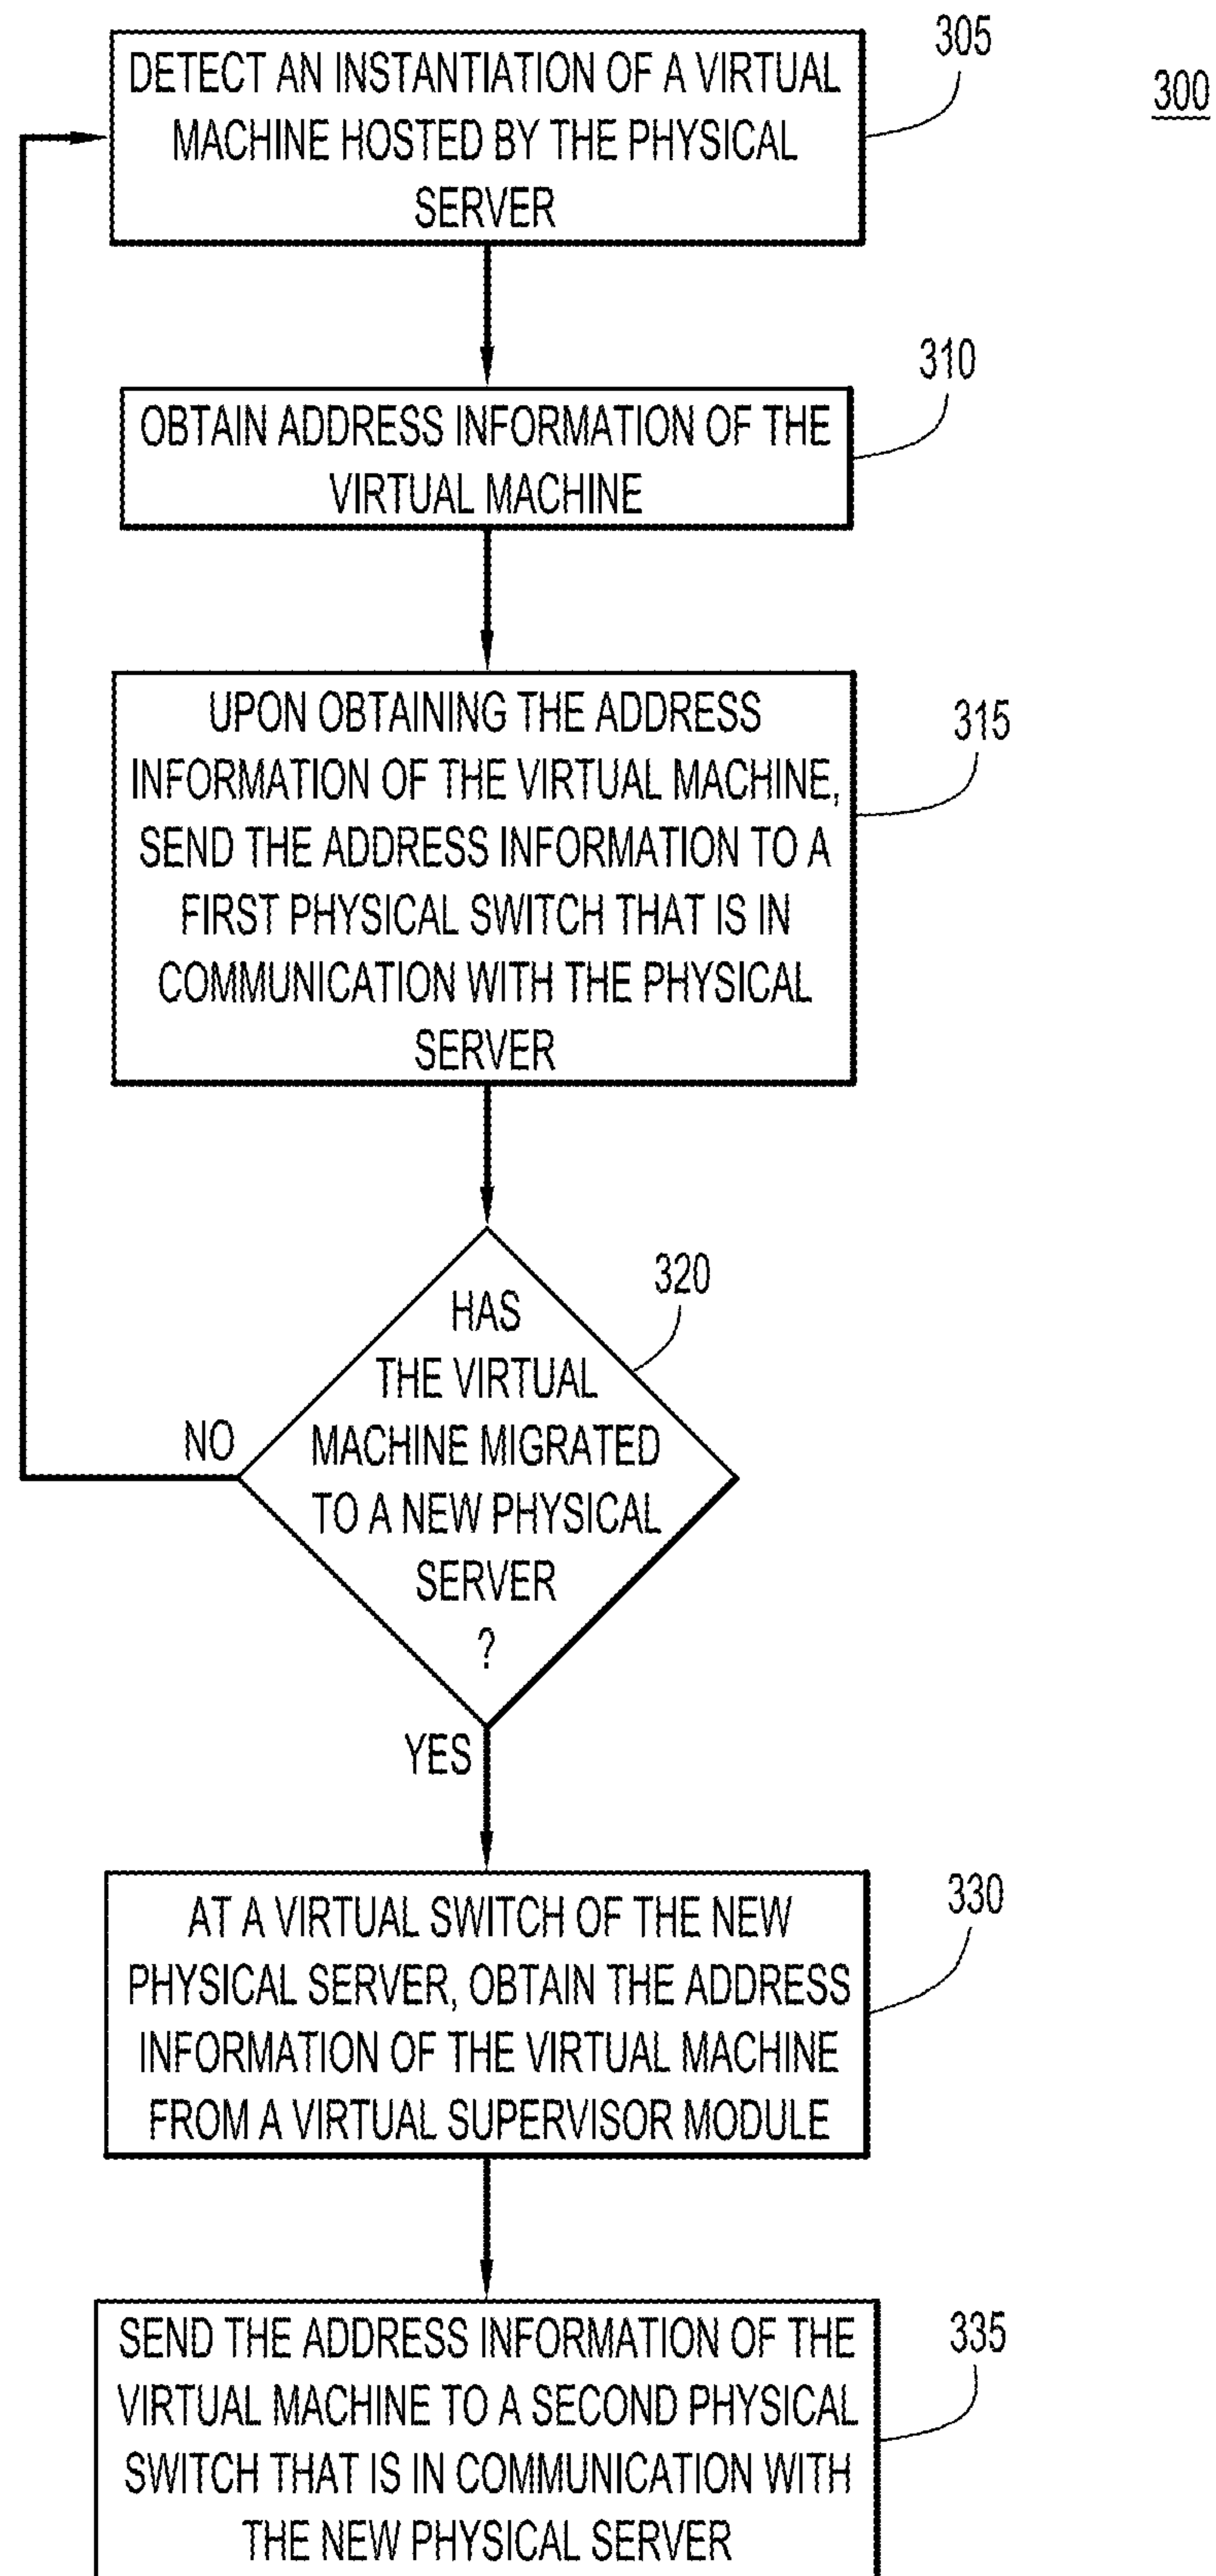 300
305
DETECT AN INSTANTIATION OF A VIRTUAL
MACHINE HOSTED BY THE PHYSICAL
SERVER
310
OBTAIN ADDRESS INFORMATION OF THE
VIRTUAL MACHINE
315
UPON OBTAINING THE ADDRESS
INFORMATION OF THE VIRTUAL MACHINE,
SEND THE ADDRESS INFORMATION TO A
FIRST PHYSICAL SWITCH THAT IS IN
COMMUNICATION WITH THE PHYSICAL
SERVER
320
HAS
THE VIRTUAL
MACHINE MIGRATED
TO A NEW PHYSICAL
SERVER
?
NO
YES
330
AT A VIRTUAL SWITCH OF THE NEW
PHYSICAL SERVER, OBTAIN THE ADDRESS
INFORMATION OF THE VIRTUAL MACHINE
FROM A VIRTUAL SUPERVISOR MODULE
335
SEND THE ADDRESS INFORMATION OF THE
VIRTUAL MACHINE TO A SECOND PHYSICAL
SWITCH THAT IS IN COMMUNICATION WITH
THE NEW PHYSICAL SERVER